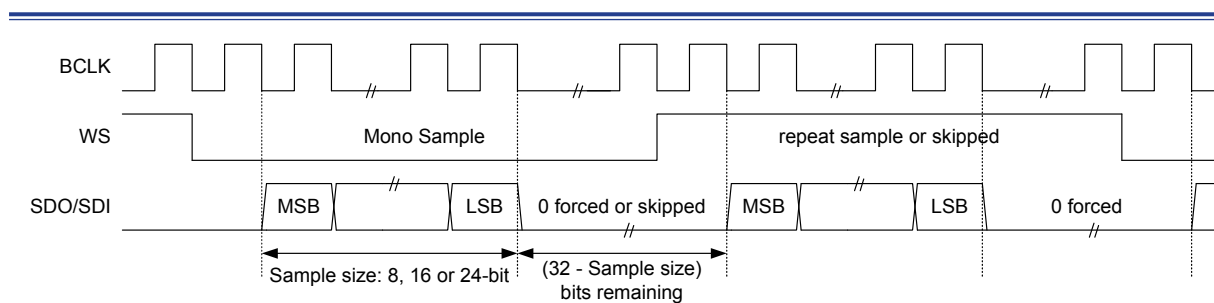 BCLK
WS
Mono Sample
repeat sample or skipped
SDO/SDI
MSB
LSB
0 forced or skipped
MSB
LSB
0 forced
Sample size: 8, 16 or 24-bit
(32 - Sample size)
bits remaining